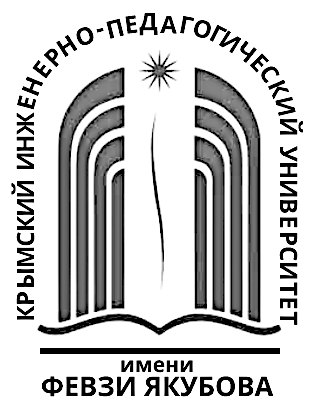 КРЫМСКИЙ ИНЖЕНЕРНО-ПЕДАГОГИЧЕСКИЙ УНИВЕРСИТЕТ
имени
ФЕВЗИ ЯКУБОВА